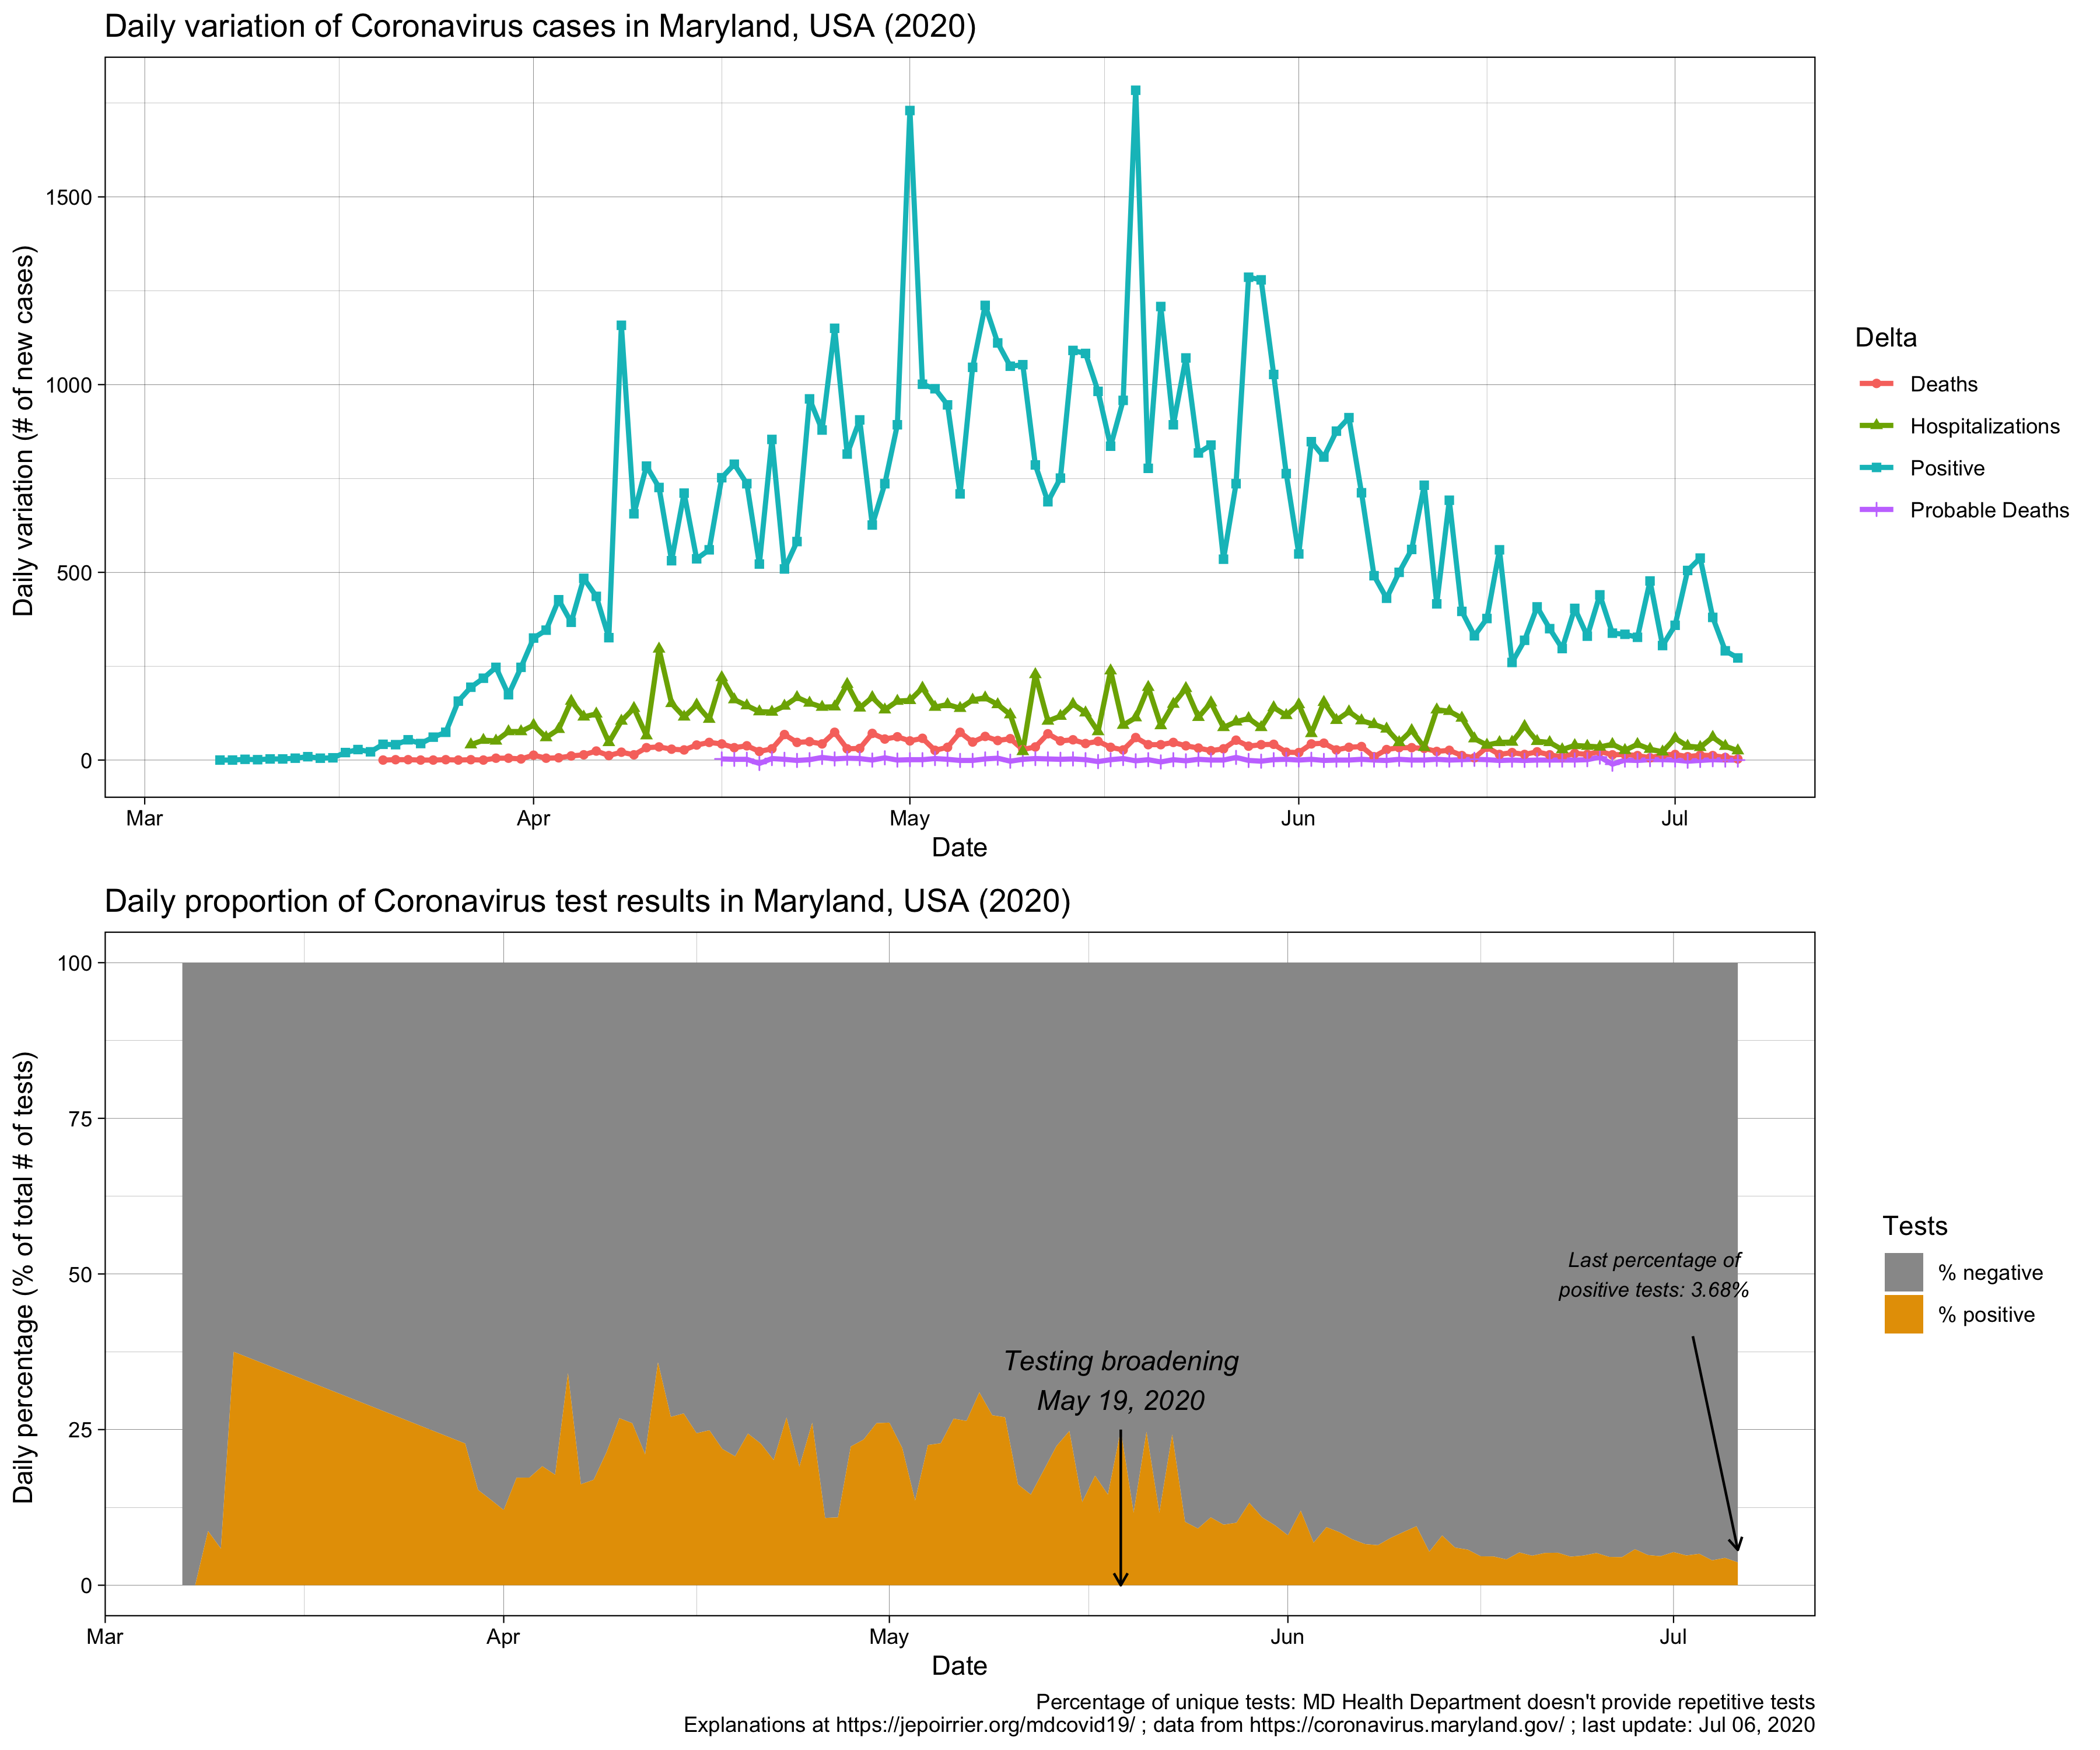 Daily variation of Coronavirus cases in Maryland, USA (2020)
Daily variation (# of new cases)
1500
1000
500
0
Mar Apr May Jun Jul
Date
Delta
Deaths
Hospitalizations
Positive
Probable Deaths
Daily proportion of Coronavirus test results in Maryland, USA (2020)
Daily percentage (% of total # of tests)
100
75
50
25
0
Last percentage of
positive tests: 3.68%
Testing broadening
May 19, 2020
Mar Apr May Jun Jul
Date
Tests
% negative
% positive
Percentage of unique tests: MD Health Department doesn't provide repetitive tests
Explanations at https://jepoirrier.org/mdcovid19/ ; data from https://coronavirus.maryland.gov/ ; last update: Jul 06, 2020